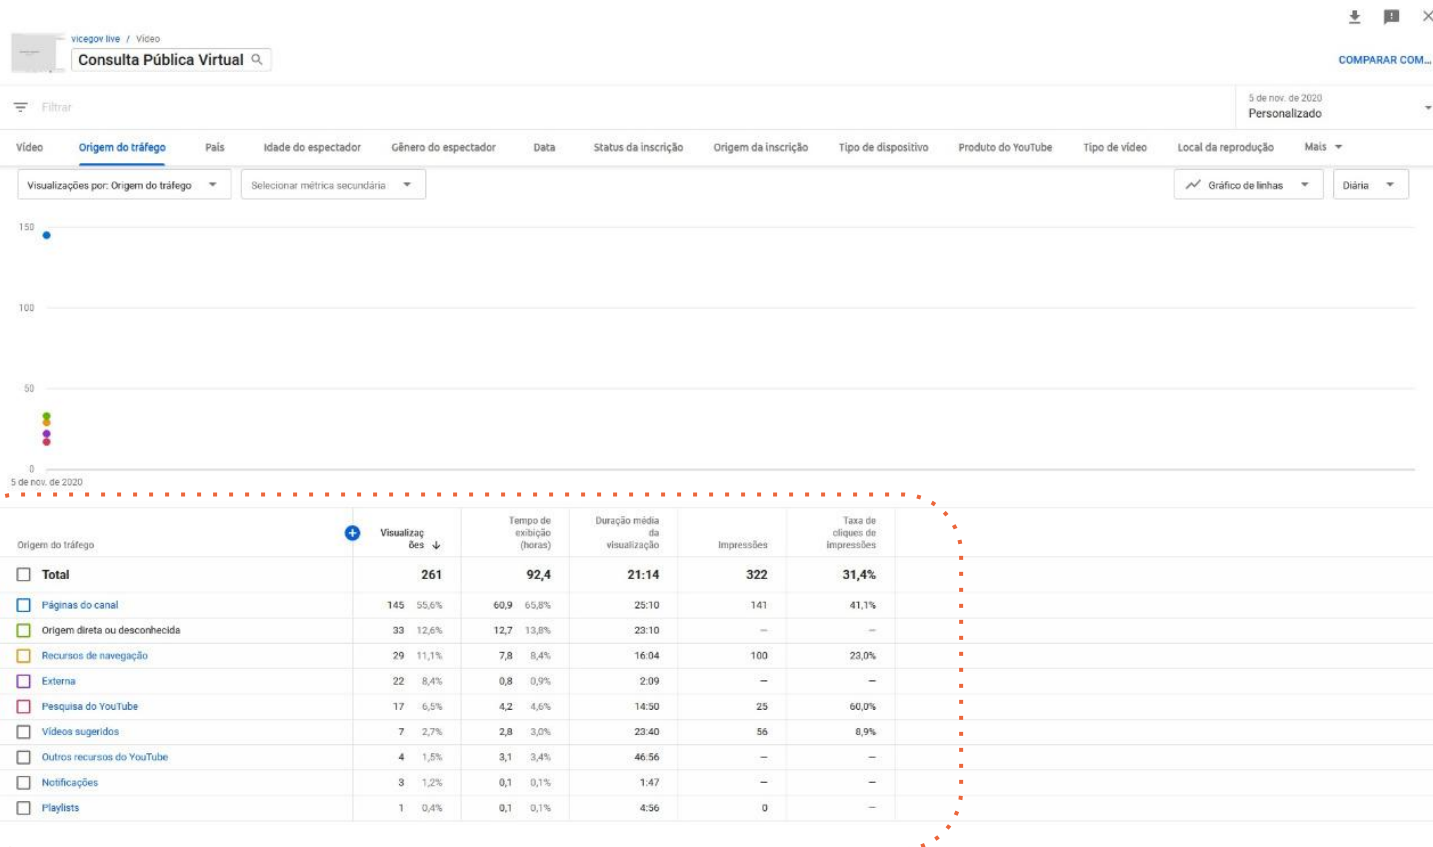 vicegov live / Vídeo
Consulta Pública Virtual
COMPARAR COM...
Filtrar
5 de nov. de 2020
Personalizado
Vídeo Origem do tráfego País Idade do espectador Gênero do espectador Data Status da inscrição Origem da inscrição Tipo de dispositivo Produto do YouTube Tipo de vídeo Local da reprodução Mais
Visualizações por: Origem do tráfego Selecionar métrica secundária Gráfico de linhas Diária
150
100
50
0
5 de nov. de 2020
Origem do tráfego Visualizaç ões Tempo de exibição (horas) Duração média da visualização Impressões Taxa de cliques de impressões
Total 261 92,4 21:14 322 31,4%
Páginas do canal 145 55,6% 60,9 65,8% 25:10 141 41,1%
Origem direta ou desconhecida 33 12,6% 12,7 13,8% 23:10 — —
Recursos de navegação 29 11,1% 7,8 8,4% 16:04 100 23,0%
Externa 22 8,4% 0,8 0,9% 2:09 — —
Pesquisa do YouTube 17 6,5% 4,2 4,6% 14:50 25 60,0%
Vídeos sugeridos 7 2,7% 2,8 3,0% 23:40 56 8,9%
Outros recursos do YouTube 4 1,5% 3,1 3,4% 46:56 — —
Notificações 3 1,2% 0,1 0,1% 1:47 — —
Playlists 1 0,4% 0,1 0,1% 4:56 0 —